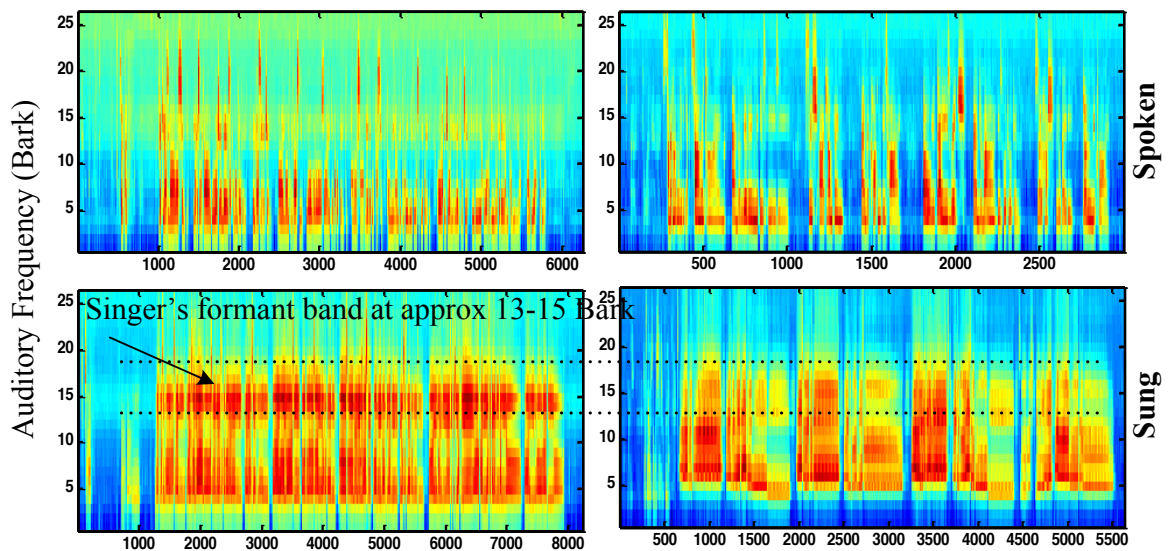 Auditory Frequency (Bark)
25
20
15
10
5
1000 2000 3000 4000 5000 6000
25
20
15
10
5
500 1000 1500 2000 2500
Spoken
25
20
15
10
5
Singer's formant band at approx 13-15 Bark
1000 2000 3000 4000 5000 6000 7000 8000
25
20
15
10
5
500 1000 1500 2000 2500 3000 3500 4000 4500 5000 5500
Sung